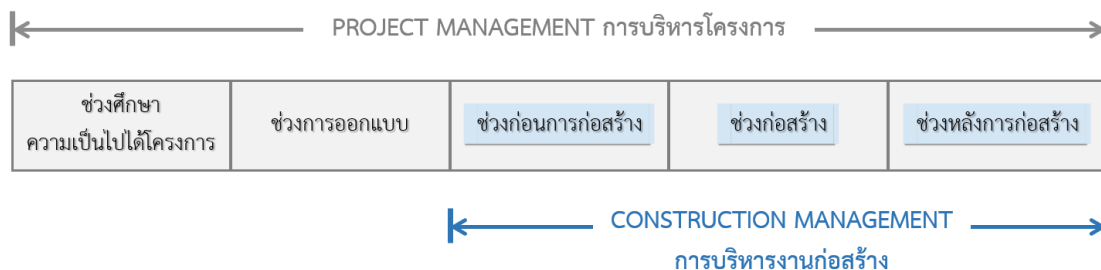 PROJECT MANAGEMENT การบริหารโครงการ
ช่วงศึกษา
ความเป็นไปได้โครงการ
ช่วงการออกแบบ
ช่วงก่อนการก่อสร้าง
ช่วงก่อสร้าง
ช่วงหลังการก่อสร้าง
CONSTRUCTION MANAGEMENT
การบริหารงานก่อสร้าง